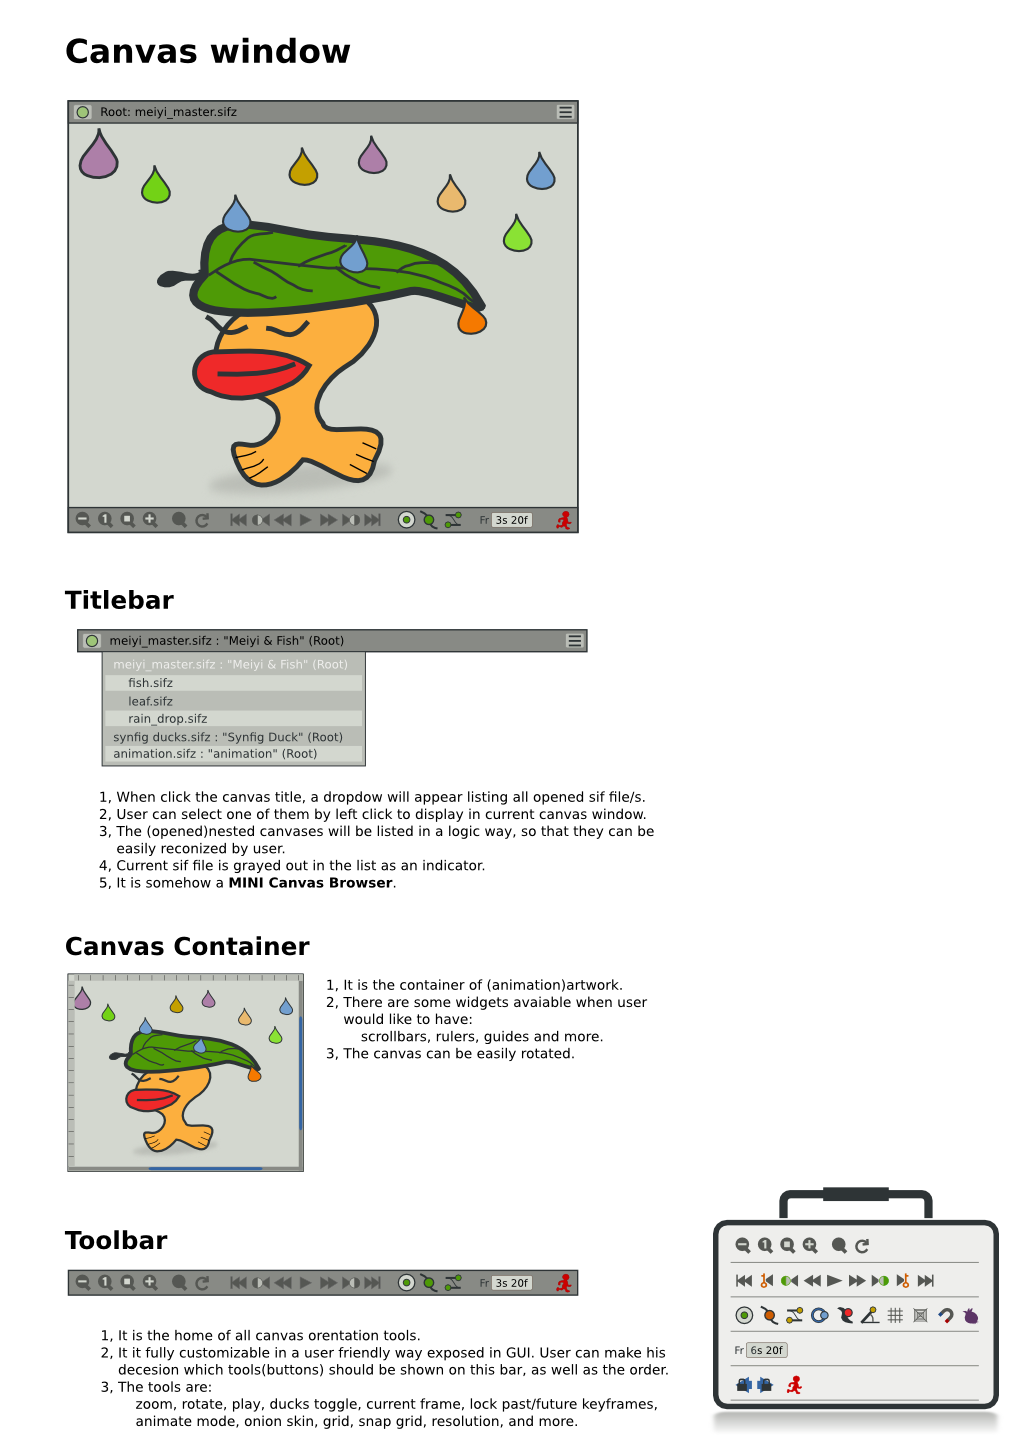 Canvas window
Root: meiyi_master.sifz
1
Fr 3s 20f
Titlebar
meiyi_master.sifz : "Meiyi & Fish" (Root)
meiyi_master.sifz : "Meiyi & Fish" (Root)
fish.sifz
leaf.sifz
rain_drop.sifz
synfig ducks.sifz : "Synfig Duck" (Root)
animation.sifz : "animation" (Root)
1, When click the canvas title, a dropdow will appear listing all opened sif file/s.
2, User can select one of them by left click to display in current canvas window.
3, The (opened)nested canvases will be listed in a logic way, so that they can be
easily reconized by user.
4, Current sif file is grayed out in the list as an indicator.
5, It is somehow a MINI Canvas Browser.
Canvas Container
1, It is the container of (animation)artwork.
2, There are some widgets avaiable when user
would like to have:
scrollbars, rulers, guides and more.
3, The canvas can be easily rotated.
Toolbar
1
Fr 3s 20f
1, It is the home of all canvas orentation tools.
2, It it fully customizable in a user friendly way exposed in GUI. User can make his
decesion which tools(buttons) should be shown on this bar, as well as the order.
3, The tools are:
zoom, rotate, play, ducks toggle, current frame, lock past/future keyframes,
animate mode, onion skin, grid, snap grid, resolution, and more.
1
Fr 6s 20f